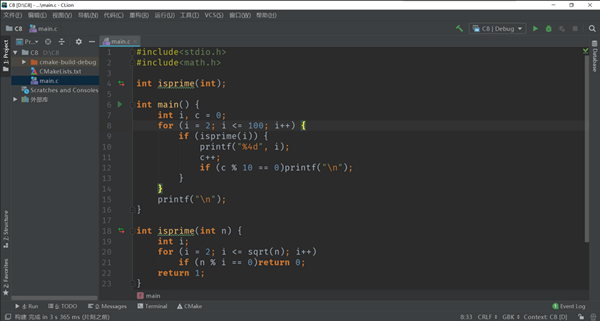 C8 [D:\C8] - ...\main.c - CLion
文件(F) 编辑(E) 视图(V) 导航(N) 代码(C) 重构(R) 运行(U) 工具(T) VCS(S) 窗口(W) 帮助(H)
C8 main.c C8 | Debug
1: Project
Pr...
main.c
C8 D:\C8
cmake-build-debug
CMakeLists.txt
main.c
Scratches and Consoles
外部库
Database
1 #include<stdio.h>
2 #include<math.h>
3
4 int isprime(int);
5
6 int main() {
7 int i, c = 0;
8 for (i = 2; i <= 100; i++) {
9 if (isprime(i)) {
10 printf("%4d", i);
11 c++;
12 if (c % 10 == 0)printf("\n");
13 }
14 }
15 printf("\n");
16 }
17
18 int isprime(int n) {
19 int i;
20 for (i = 2; i <= sqrt(n); i++)
21 if (n % i == 0)return 0;
22 return 1;
23 }
main
Z: Structure
2: Favorites
4: Run 6: TODO 0: Messages Terminal CMake Event Log
构建 完成 in 3 s 365 ms (片刻之前) 8:33 CRLF GBK Context: C8 [D]